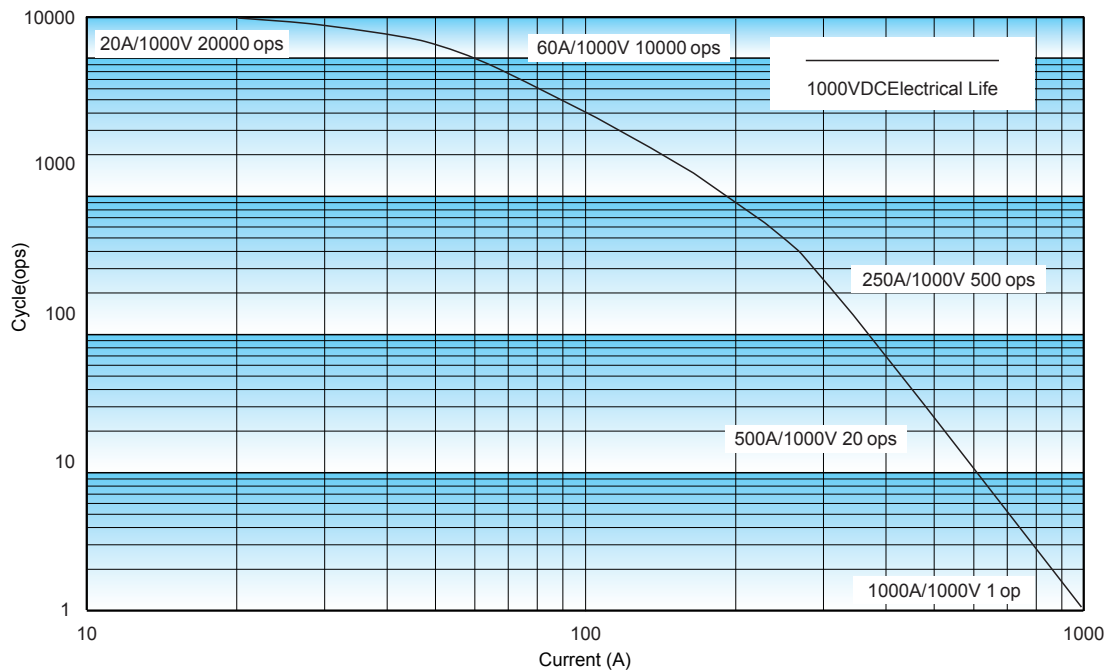 10000
20A/1000V 20000 ops
60A/1000V 10000 ops
1000VDCElectrical Life
1000
Cycle(ops)
250A/1000V 500 ops
100
500A/1000V 20 ops
10
1000A/1000V 1 op
1
10
100
1000
Current (A)